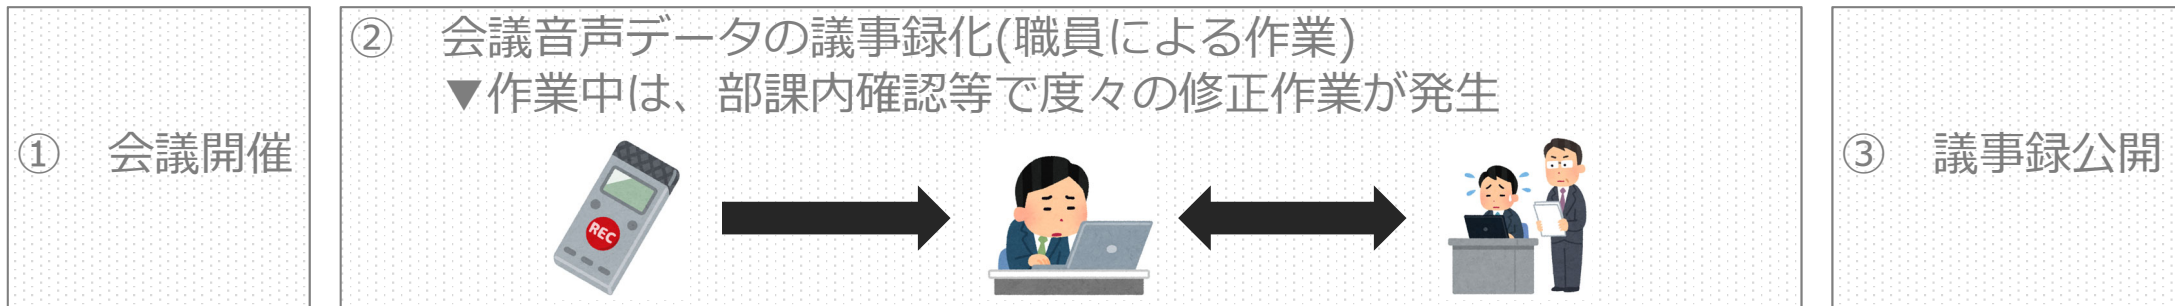 ① 会議開催
② 会議音声データの議事録化(職員による作業)
▼作業中は、部課内確認等で度々の修正作業が発生
REC
③ 議事録公開